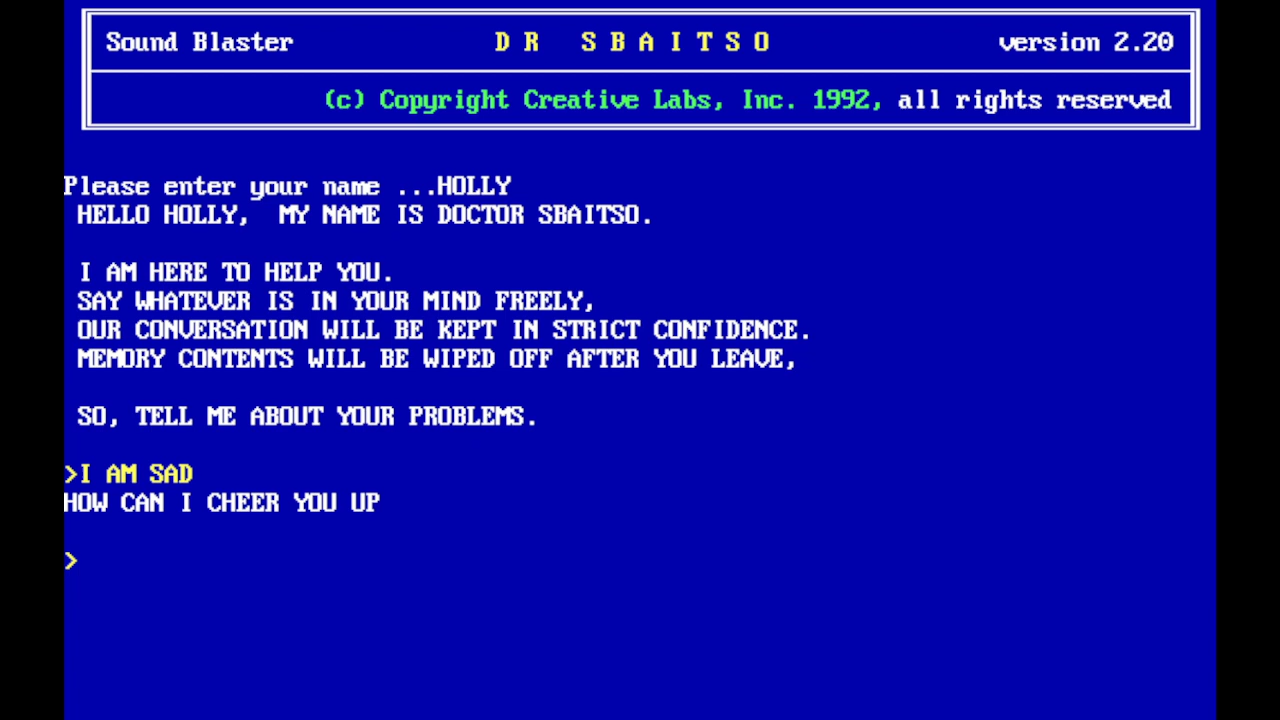 Sound Blaster D R S B A I T S O version 2.20
(c) Copyright Creative Labs, Inc. 1992, all rights reserved
Please enter your name ...HOLLY
HELLO HOLLY, MY NAME IS DOCTOR SBAITSO.
I AM HERE TO HELP YOU.
SAY WHATEVER IS IN YOUR MIND FREELY,
OUR CONVERSATION WILL BE KEPT IN STRICT CONFIDENCE.
MEMORY CONTENTS WILL BE WIPED OFF AFTER YOU LEAVE,
SO, TELL ME ABOUT YOUR PROBLEMS.
>I AM SAD
HOW CAN I CHEER YOU UP
>